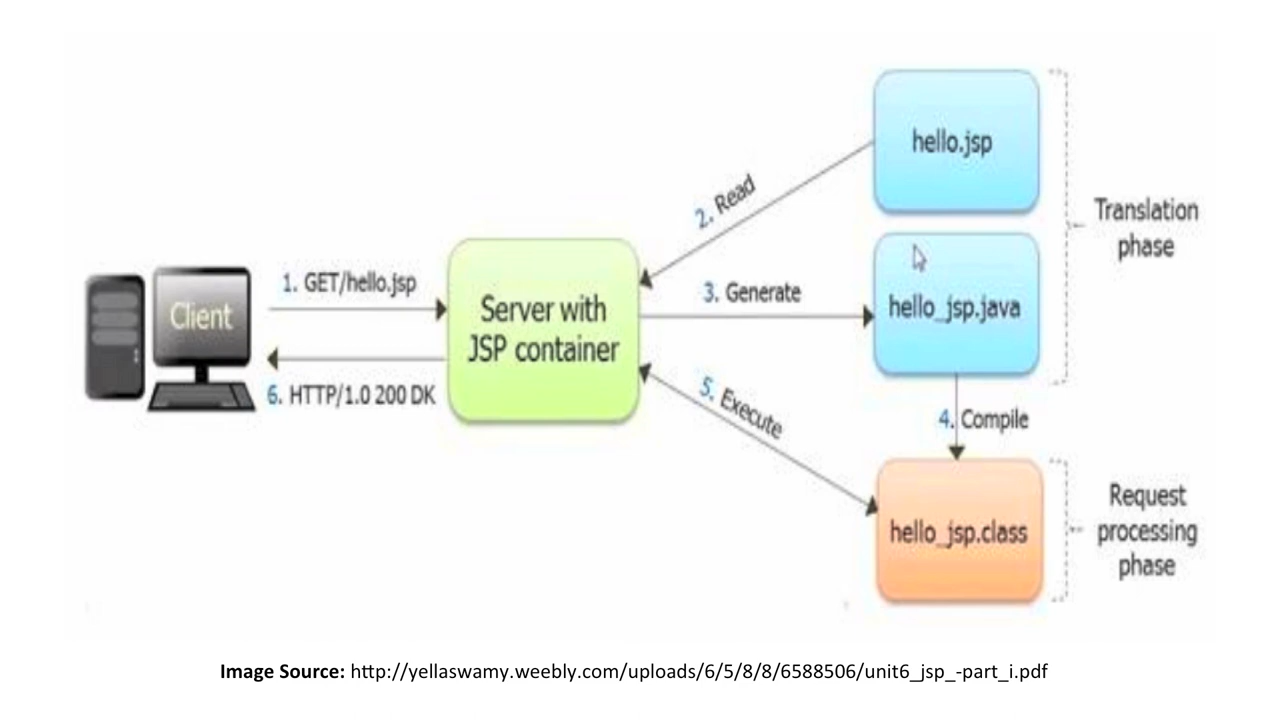 hello.jsp
2. Read
Translation
phase
1. GET/hello.jsp
Client
Server with
JSP container
3. Generate
hello_jsp.java
6. HTTP/1.0 200 DK
5. Execute
4. Compile
hello_jsp.class
Request
processing
phase
Image Source: http://yellaswamy.weebly.com/uploads/6/5/8/8/6588506/unit6_jsp_-part_i.pdf